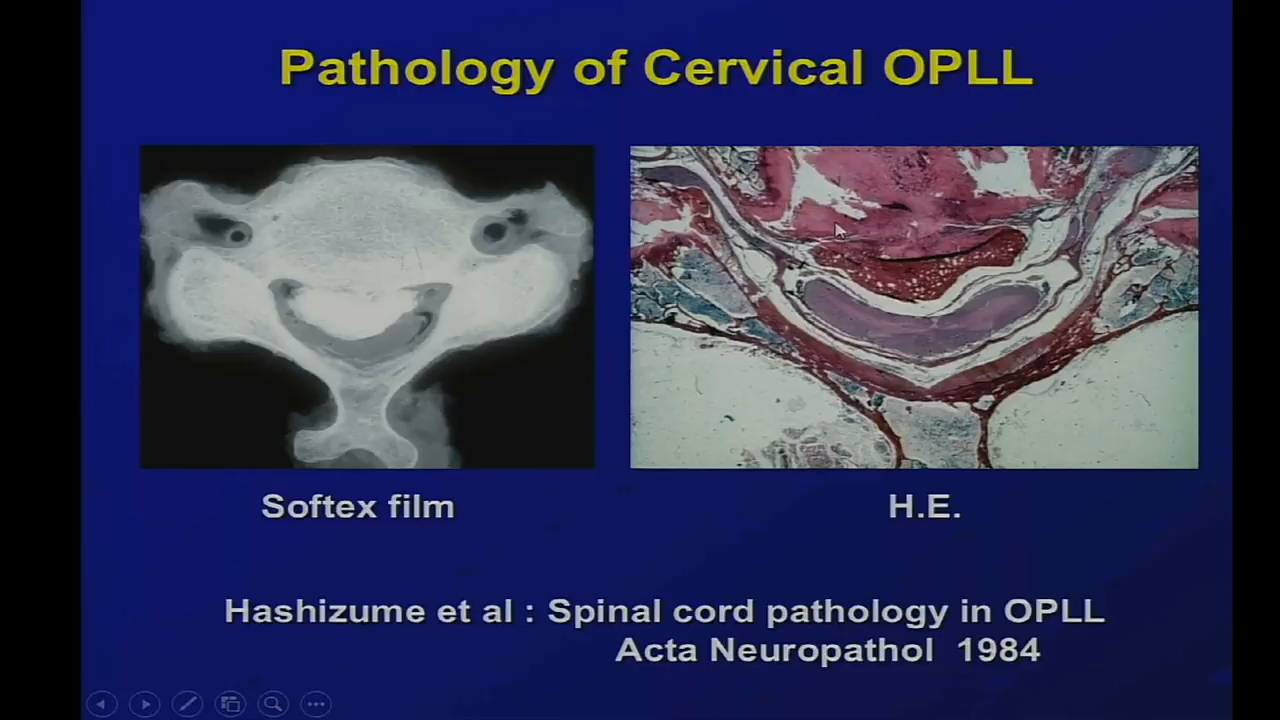 Pathology of Cervical OPLL
Softex film
H.E.
Hashizume et al : Spinal cord pathology in OPLL
Acta Neuropathol 1984